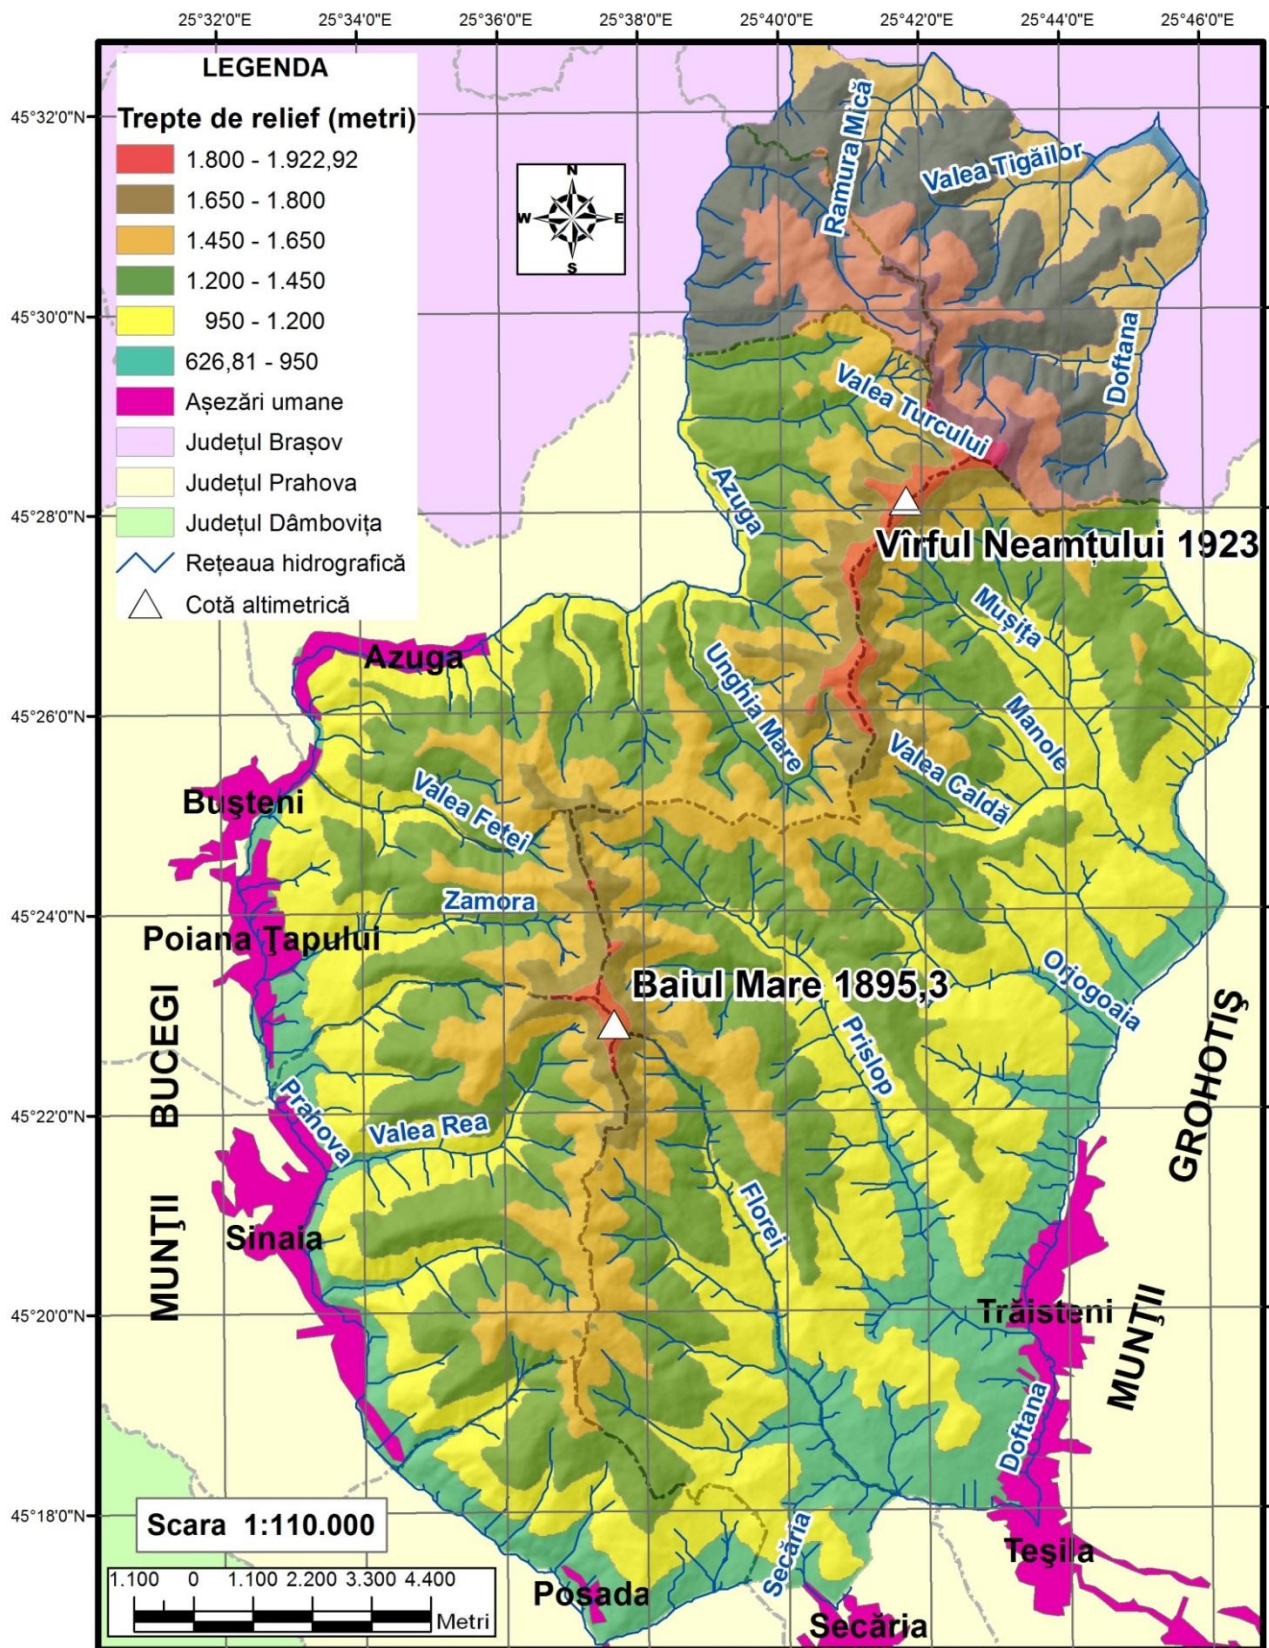 25°32'0"E 25°34'0"E 25°36'0"E 25°38'0"E 25°40'0"E 25°42'0"E 25°44'0"E 25°46'0"E
LEGENDA
Trepte de relief (metri)
1.800 - 1.922,92
1.650 - 1.800
1.450 - 1.650
1.200 - 1.450
950 - 1.200
626,81 - 950
Așezări umane
Județul Brașov
Județul Prahova
Județul Dâmbovița
Rețeaua hidrografică
Cotă altimetrică
N
W E
S
45°32'0"N
45°30'0"N
45°28'0"N
45°26'0"N
45°24'0"N
45°22'0"N
45°20'0"N
45°18'0"N
Ramura Mică
Valea Tigăilor
Doftana
Valea Turcului
Azuga
Vîrful Neamțului 1923
Mușița
Azuga
Unghia Mare
Manole
Valea Caldă
Bușteni
Valea Fetei
Zamora
Poiana Țapului
Baiul Mare 1895,3
Orjogoaia
Prislop
MUNȚII BUCEGI
Prahova
Valea Rea
Florei
Sinaia
MUNȚII GROHOTIȘ
Trăisteni
Doftana
Scara 1:110.000
Secăria
Teșila
1.100 0 1.100 2.200 3.300 4.400
Metri
Posada
Secăria